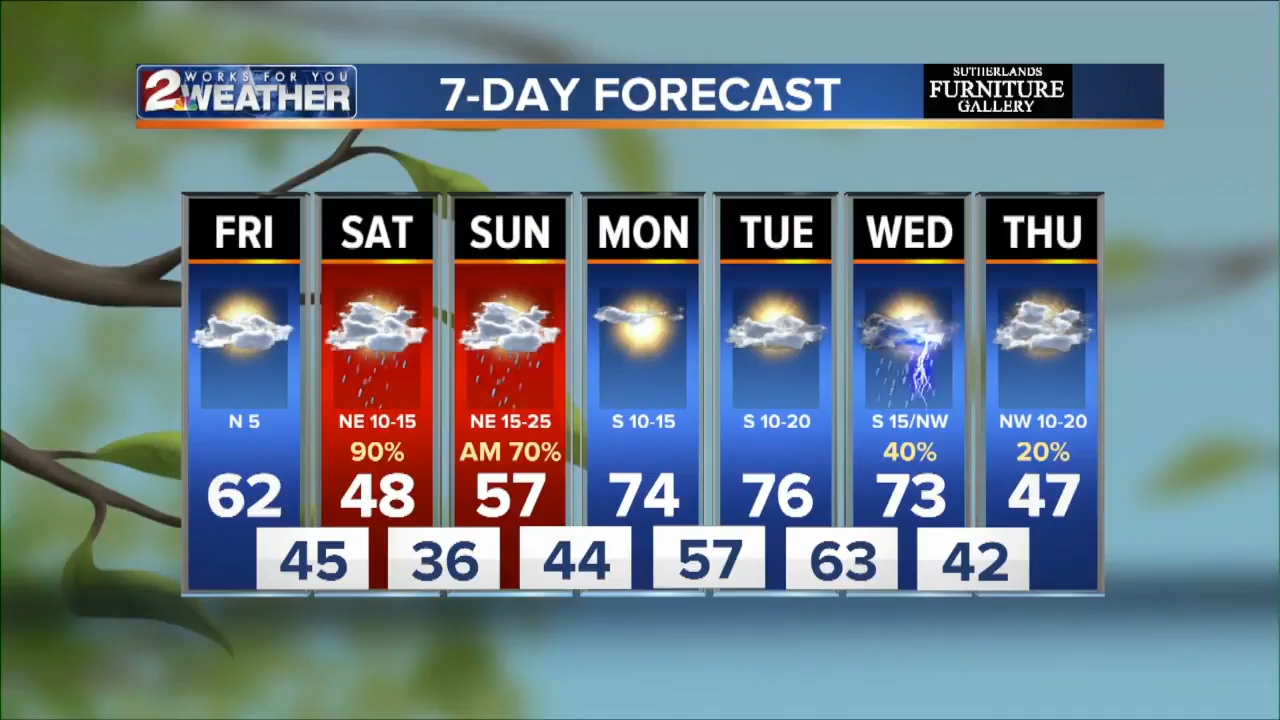 2 WORKS FOR YOU
WEATHER
7-DAY FORECAST
SUTHERLANDS
FURNITURE
GALLERY
FRI SAT SUN MON TUE WED THU
N 5 NE 10-15 NE 15-25 S 10-15 S 10-20 S 15/NW NW 10-20
90% AM 70% 40% 20%
62 48 57 74 76 73 47
45 36 44 57 63 42